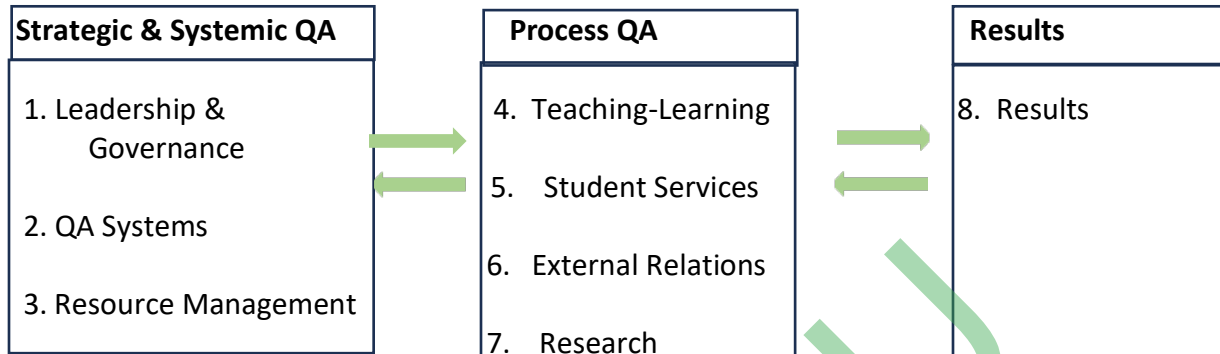 Strategic & Systemic QA
1. Leadership &
Governance
2. QA Systems
3. Resource Management
Process QA
4. Teaching-Learning
5. Student Services
6. External Relations
7. Research
Results
8. Results